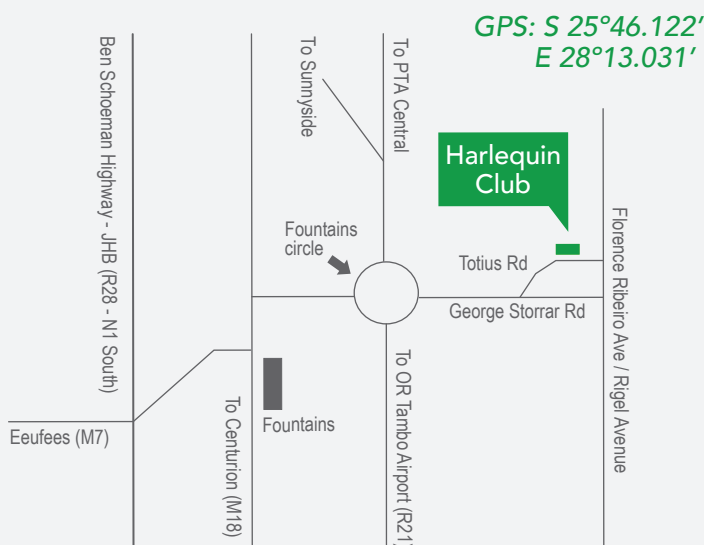 GPS: S 25°46.122’
E 28°13.031’
Ben Schoeman Highway - JHB (R28 - N1 South)
To Sunnyside
To PTA Central
Harlequin
Club
Florence Ribeiro Ave / Rigel Avenue
Fountains
circle
Totius Rd
George Storrar Rd
To OR Tambo Airport (R21)
To Centurion (M18)
Fountains
Eeufees (M7)